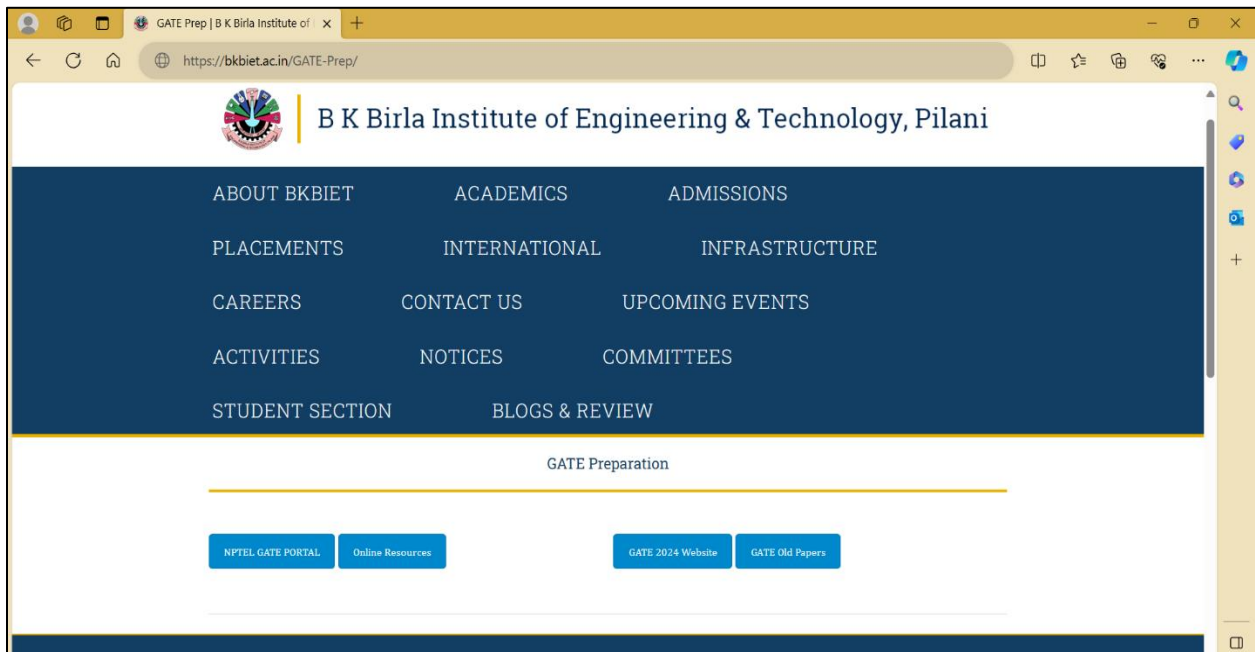 GATE Prep | B K Birla Institute of
https://bkbiet.ac.in/GATE-Prep/
B K Birla Institute of Engineering & Technology, Pilani
ABOUT BKBIET ACADEMICS ADMISSIONS
PLACEMENTS INTERNATIONAL INFRASTRUCTURE
CAREERS CONTACT US UPCOMING EVENTS
ACTIVITIES NOTICES COMMITTEES
STUDENT SECTION BLOGS & REVIEW
GATE Preparation
NPTEL GATE PORTAL Online Resources GATE 2024 Website GATE Old Papers